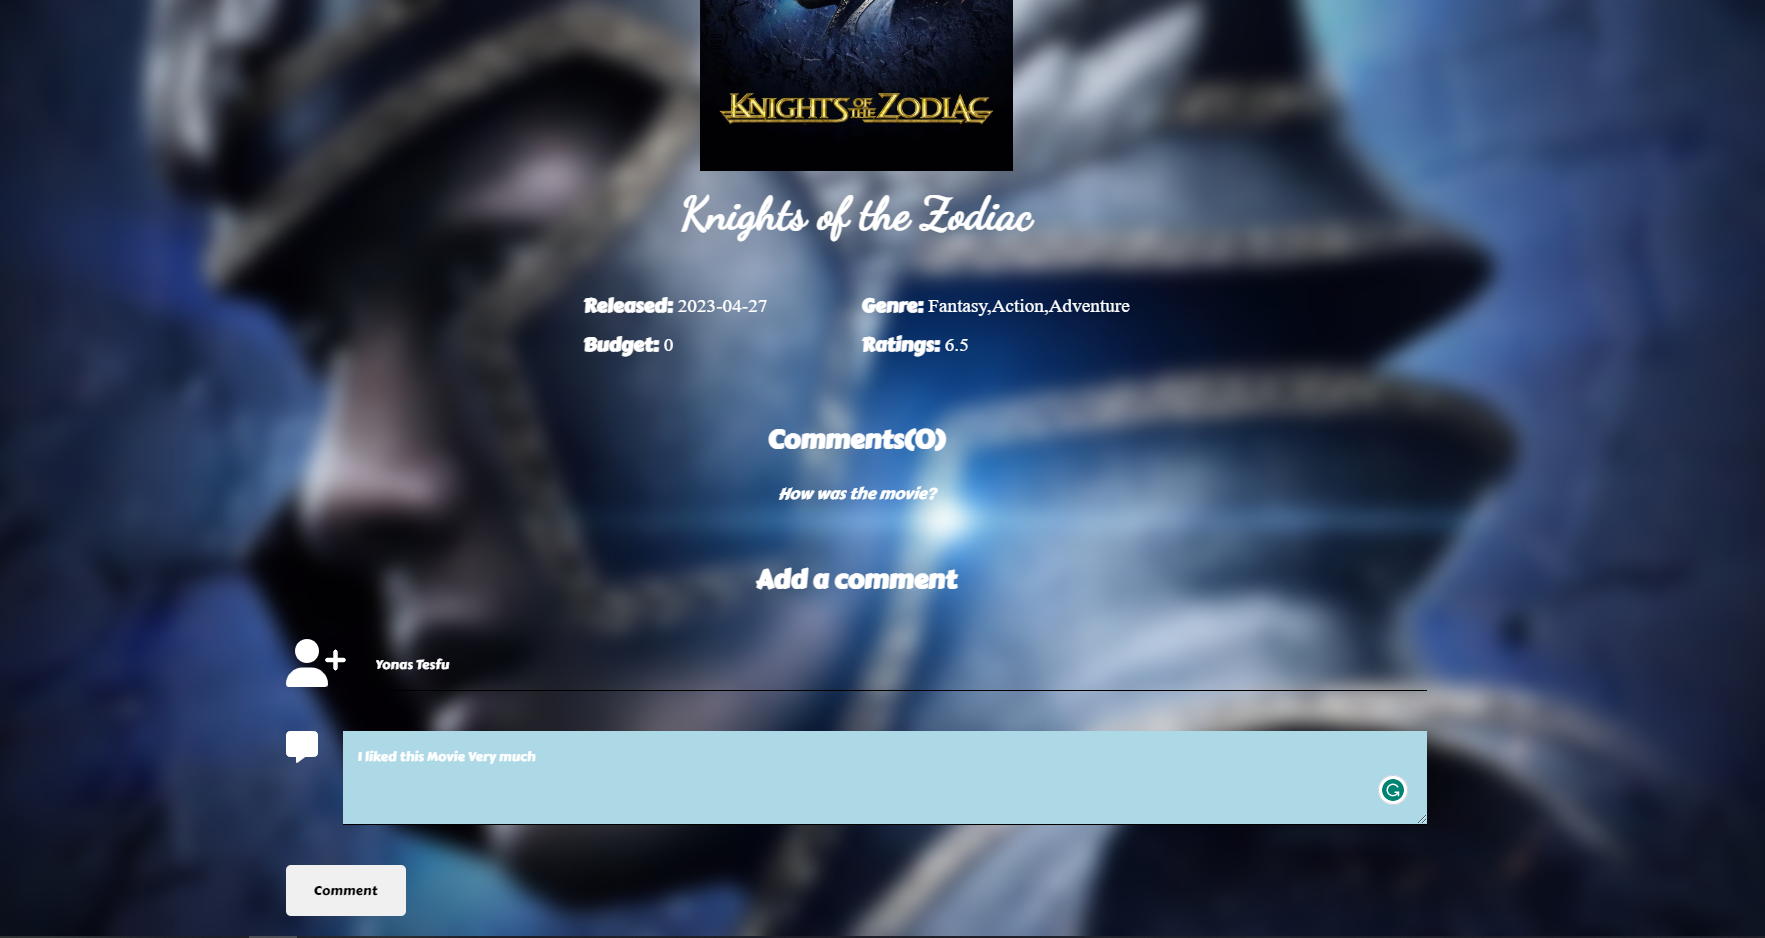 KNIGHTS OF THE ZODIAC
Knights of the Zodiac
Released: 2023-04-27 Genre: Fantasy,Action,Adventure
Budget: 0 Ratings: 6.5
Comments(0)
How was the movie?
Add a comment
Yonas Tesfu
I liked this Movie Very much
Comment